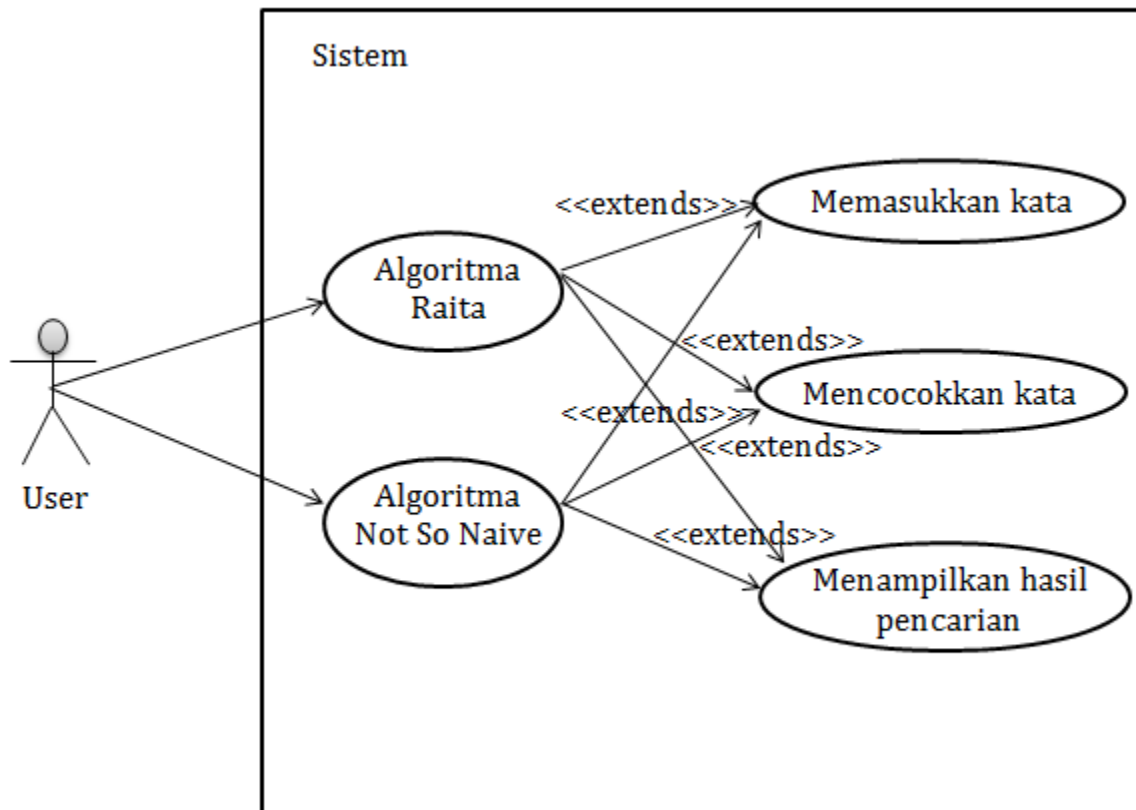 Sistem
<<extends>>
Memasukkan kata
Algoritma
Raita
<<extends>>
Mencocokkan kata
<<extends>>
<<extends>>
User
Algoritma
Not So Naive
<<extends>>
Menampilkan hasil
pencarian